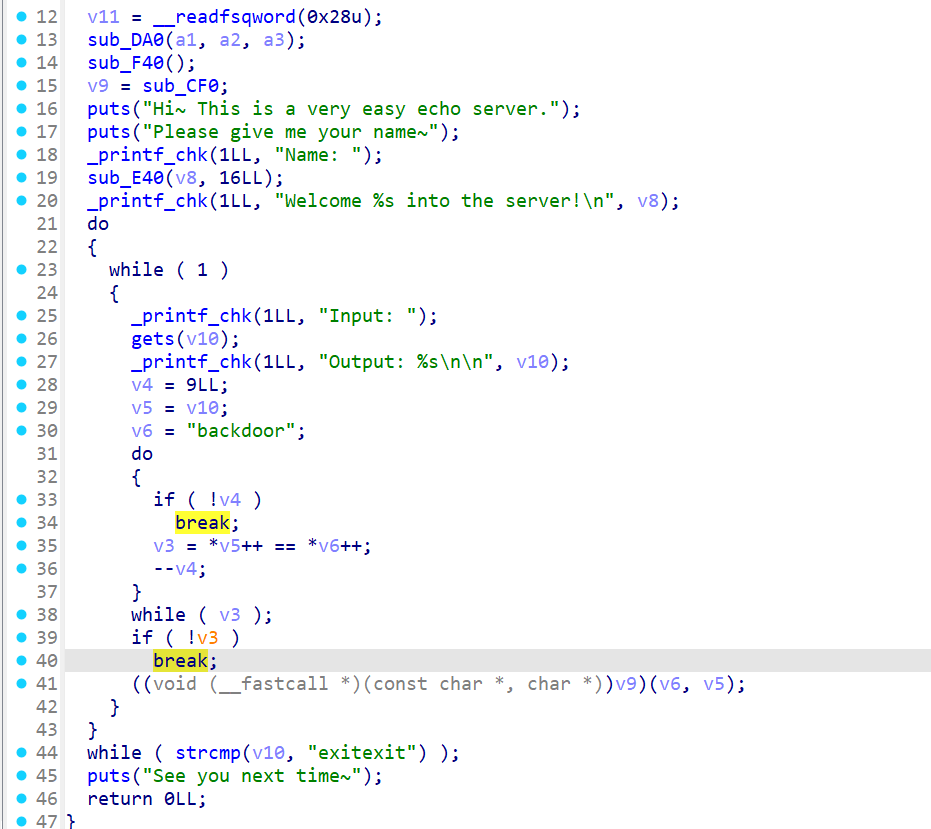 12 v11 = __readfsqword(0x28u);
13 sub_DA0(a1, a2, a3);
14 sub_F40();
15 v9 = sub_CF0;
16 puts("Hi~ This is a very easy echo server.");
17 puts("Please give me your name~");
18 _printf_chk(1LL, "Name: ");
19 sub_E40(v8, 16LL);
20 _printf_chk(1LL, "Welcome %s into the server!\n", v8);
21 do
22 {
23 while ( 1 )
24 {
25 _printf_chk(1LL, "Input: ");
26 gets(v10);
27 _printf_chk(1LL, "Output: %s\n\n", v10);
28 v4 = 9LL;
29 v5 = v10;
30 v6 = "backdoor";
31 do
32 {
33 if ( !v4 )
34 break;
35 v3 = *v5++ == *v6++;
36 --v4;
37 }
38 while ( v3 );
39 if ( !v3 )
40 break;
41 ((void (__fastcall *)(const char *, char *))v9)(v6, v5);
42 }
43 }
44 while ( strcmp(v10, "exitexit") );
45 puts("See you next time~");
46 return 0LL;
47 }